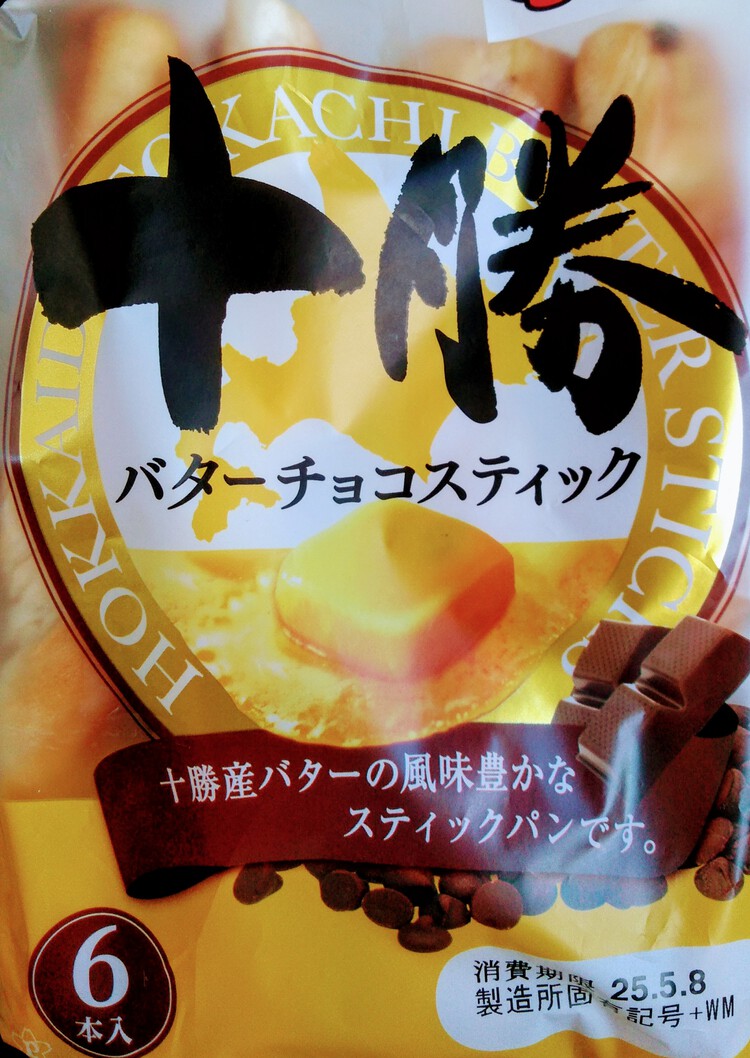 HOKKAIDO TOKACHI BUTTER STICK
十勝
バターチョコスティック
十勝産バターの風味豊かな
スティックパンです。
6
本入
消費期限 25.5.8
製造所固有記号+WM